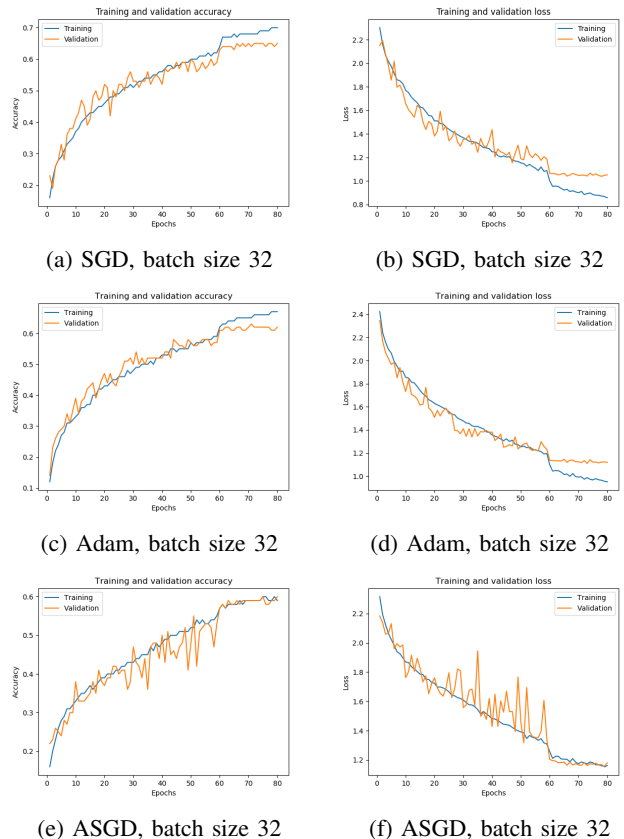 Training and validation accuracy
Training
Validation
0.7
0.6
0.5
0.4
0.3
0.2
Accuracy
0 10 20 30 40 50 60 70 80
Epochs
(a) SGD, batch size 32
Training and validation loss
Training
Validation
2.2
2.0
1.8
1.6
1.4
1.2
1.0
0.8
Loss
0 10 20 30 40 50 60 70 80
Epochs
(b) SGD, batch size 32
Training and validation accuracy
Training
Validation
0.6
0.5
0.4
0.3
0.2
0.1
Accuracy
0 10 20 30 40 50 60 70 80
Epochs
(c) Adam, batch size 32
Training and validation loss
Training
Validation
2.4
2.2
2.0
1.8
1.6
1.4
1.2
1.0
Loss
0 10 20 30 40 50 60 70 80
Epochs
(d) Adam, batch size 32
Training and validation accuracy
Training
Validation
0.6
0.5
0.4
0.3
0.2
Accuracy
0 10 20 30 40 50 60 70 80
Epochs
(e) ASGD, batch size 32
Training and validation loss
Training
Validation
2.2
2.0
1.8
1.6
1.4
1.2
Loss
0 10 20 30 40 50 60 70 80
Epochs
(f) ASGD, batch size 32